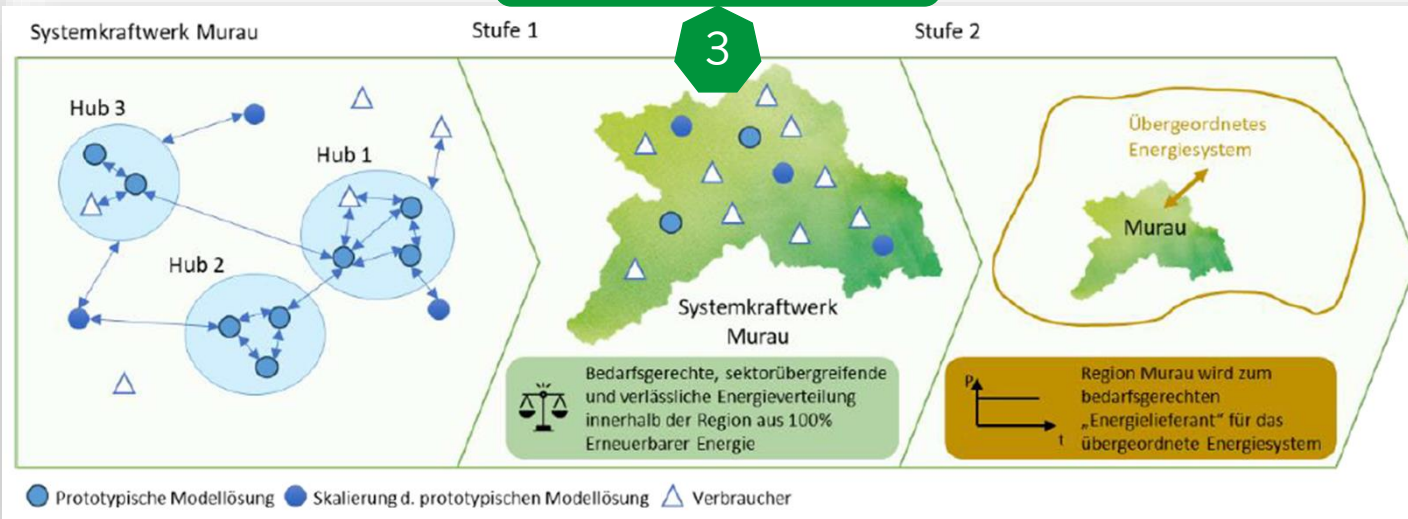 3
Systemkraftwerk Murau
Stufe 1
Stufe 2
Hub 3
Hub 1
Hub 2
Systemkraftwerk
Murau
Bedarfsgerechte, sektorübergreifende
und verlässliche Energieverteilung
innerhalb der Region aus 100%
Erneuerbarer Energie
Übergeordnetes
Energiesystem
Murau
P
t
Region Murau wird zum
bedarfsgerechten
„Energielieferant“ für das
übergeordnete Energiesystem
Prototypische Modellösung
Skalierung d. prototypischen Modellösung
Verbraucher